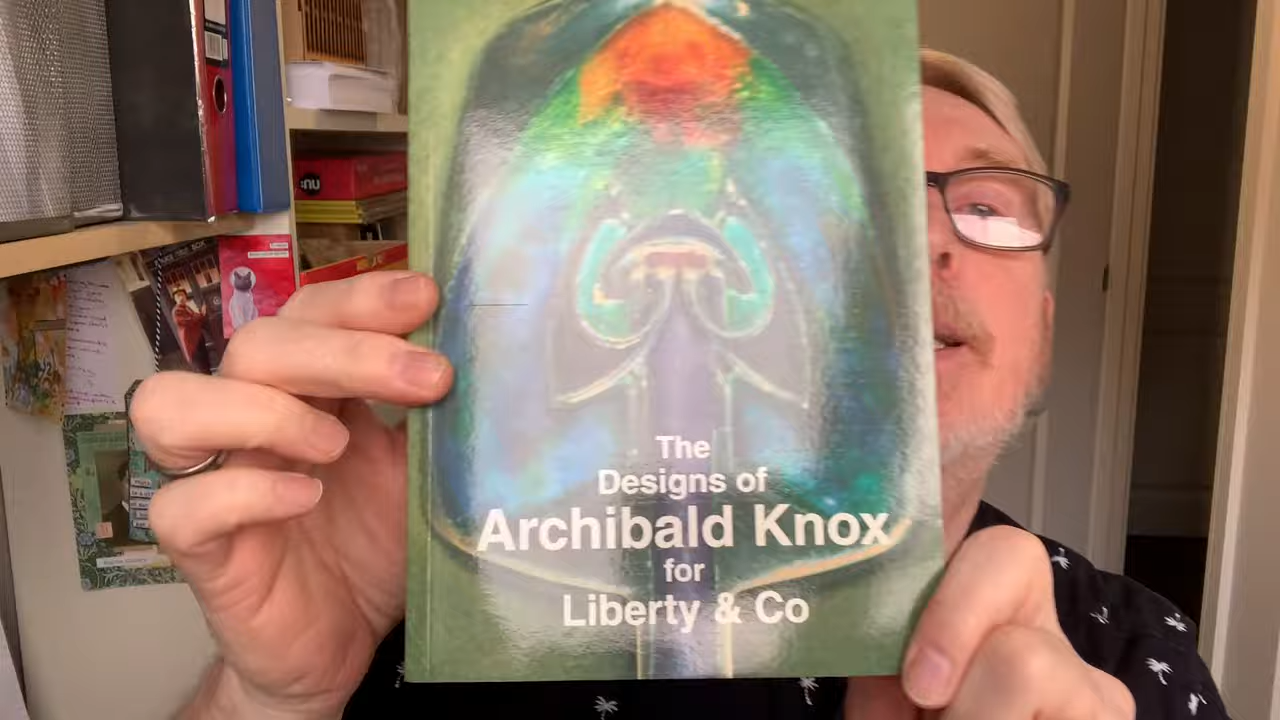 The
Designs of
Archibald Knox
for
Liberty & Co